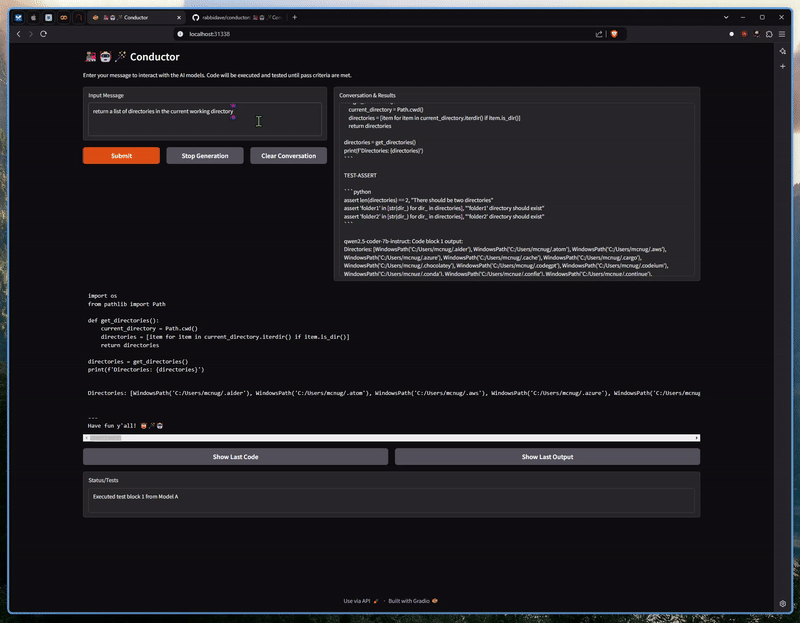 Conductor
rabbidave/conductor:
localhost:31338
Conductor
Enter your message to interact with the AI models. Code will be executed and tested until pass criteria are met.
Input Message
return a list of directories in the current working directory
Submit
Stop Generation
Clear Conversation
Conversation & Results
current_directory = Path.cwd()
directories = [item for item in current_directory.iterdir() if item.is_dir()]
return directories
directories = get_directories()
print(f'Directories: {directories}')
```
TEST-ASSERT
```python
assert len(directories) == 2, "There should be two directories"
assert 'folder1' in [str(dir_) for dir_ in directories], "'folder1' directory should exist"
assert 'folder2' in [str(dir_) for dir_ in directories], "'folder2' directory should exist"
```
qwen2.5-coder-7b-instruct: Code block 1 output:
Directories: [WindowsPath('C:/Users/mcnug/.aider'), WindowsPath('C:/Users/mcnug/.atom'), WindowsPath('C:/Users/mcnug/.aws'),
WindowsPath('C:/Users/mcnug/.azure'), WindowsPath('C:/Users/mcnug/.cache'), WindowsPath('C:/Users/mcnug/.cargo'),
WindowsPath('C:/Users/mcnug/.chocolatey'), WindowsPath('C:/Users/mcnug/.codegpt'), WindowsPath('C:/Users/mcnug/.codeium'),
WindowsPath('C:/Users/mcnug/.conda'), WindowsPath('C:/Users/mcnug/.config'), WindowsPath('C:/Users/mcnug/.continue'),
import os
from pathlib import Path
def get_directories():
current_directory = Path.cwd()
directories = [item for item in current_directory.iterdir() if item.is_dir()]
return directories
directories = get_directories()
print(f'Directories: {directories}')
Directories: [WindowsPath('C:/Users/mcnug/.aider'), WindowsPath('C:/Users/mcnug/.atom'), WindowsPath('C:/Users/mcnug/.aws'), WindowsPath('C:/Users/mcnug/.azure'), WindowsPath('C:/Users/mcnug
---
Have fun y'all!
Show Last Code
Show Last Output
Status/Tests
Executed test block 1 from Model A
Use via API
·
Built with Gradio